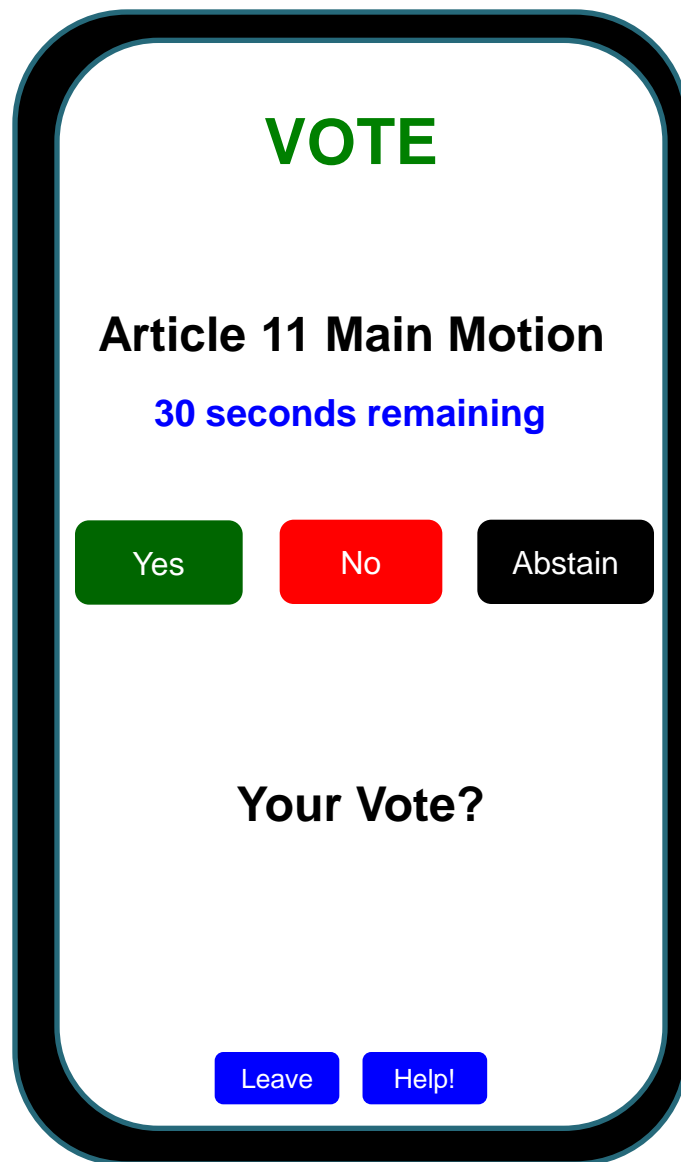 VOTE
Article 11 Main Motion
30 seconds remaining
Yes No Abstain
Your Vote?
Leave Help!